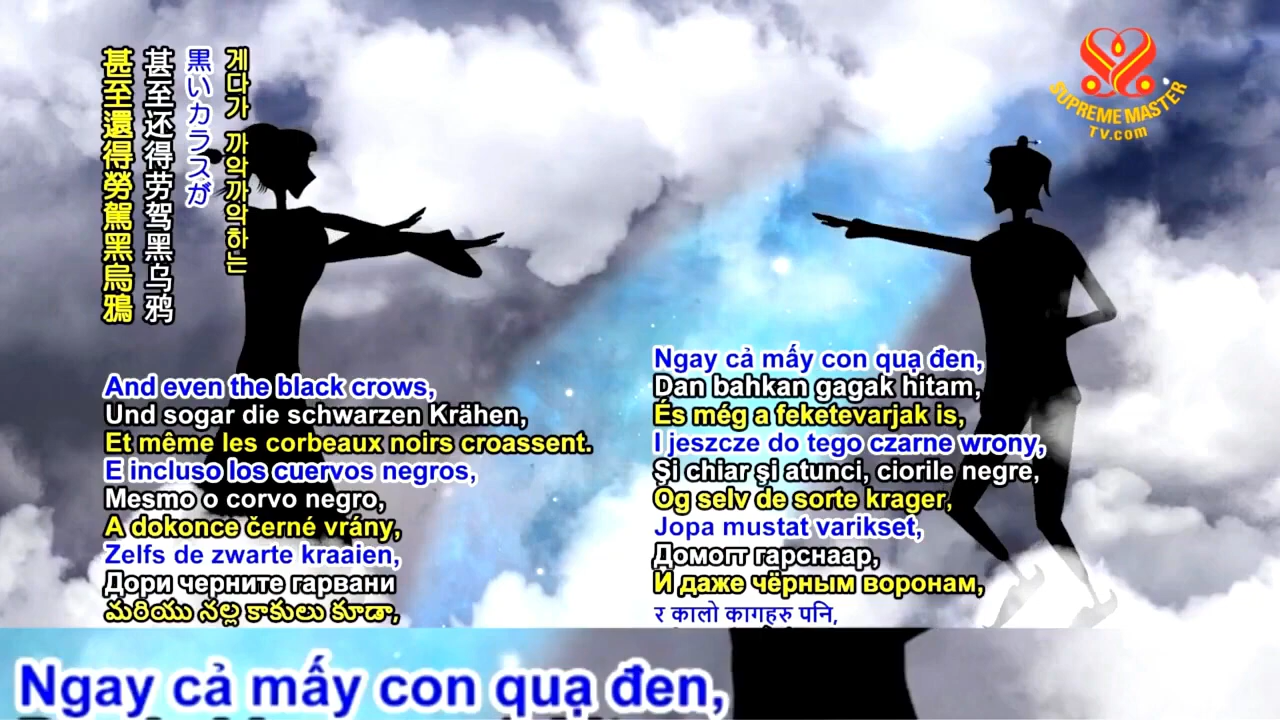 게다가 까악까악하는
黒いカラスが
甚至还得劳驾黑乌鸦
甚至還得勞駕黑烏鴉
SUPREME MASTER
TV.com
And even the black crows,
Und sogar die schwarzen Krähen,
Et même les corbeaux noirs croassent.
E incluso los cuervos negros,
Mesmo o corvo negro,
A dokonce černé vrány,
Zelfs de zwarte kraaien,
Дори черните гарвани
మరియు నల్ల కాకులు కూడా,
Ngay cả mấy con quạ đen,
Dan bahkan gagak hitam,
És még a feketevarjak is,
I jeszcze do tego czarne wrony,
Şi chiar şi atunci, ciorile negre,
Og selv de sorte krager,
Jopa mustat varikset,
Домогт гарснаар,
И даже чёрным воронам,
र कालो कागहरु पनि,
Ngay cả mấy con quạ đen,